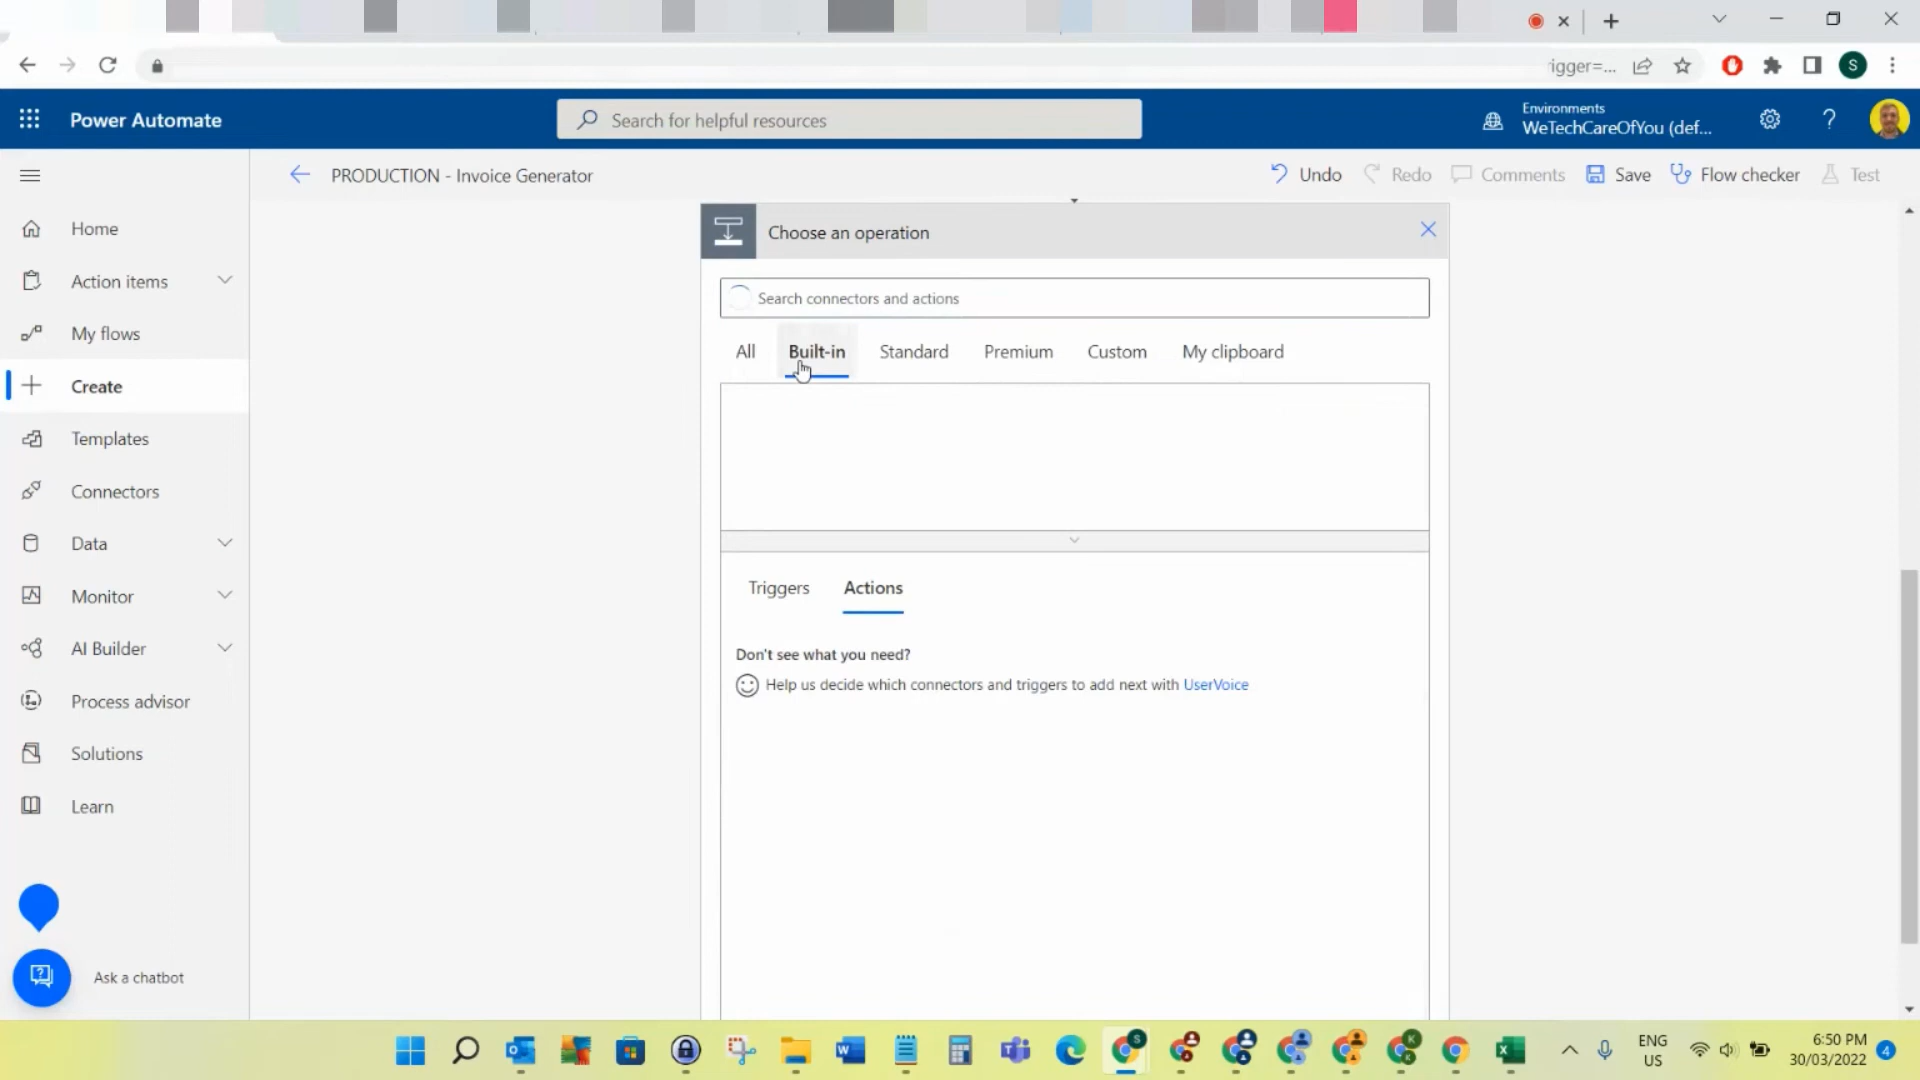 rigger=...
S
Power Automate
Search for helpful resources
Environments
WeTechCareOfYou (def...
?
PRODUCTION - Invoice Generator
Undo
Redo
Comments
Save
Flow checker
Test
Home
Action items
My flows
Create
Templates
Connectors
Data
Monitor
AI Builder
Process advisor
Solutions
Learn
Ask a chatbot
Choose an operation
Search connectors and actions
All
Built-in
Standard
Premium
Custom
My clipboard
Triggers
Actions
Don't see what you need?
Help us decide which connectors and triggers to add next with UserVoice
ENG
US
6:50 PM
30/03/2022
4